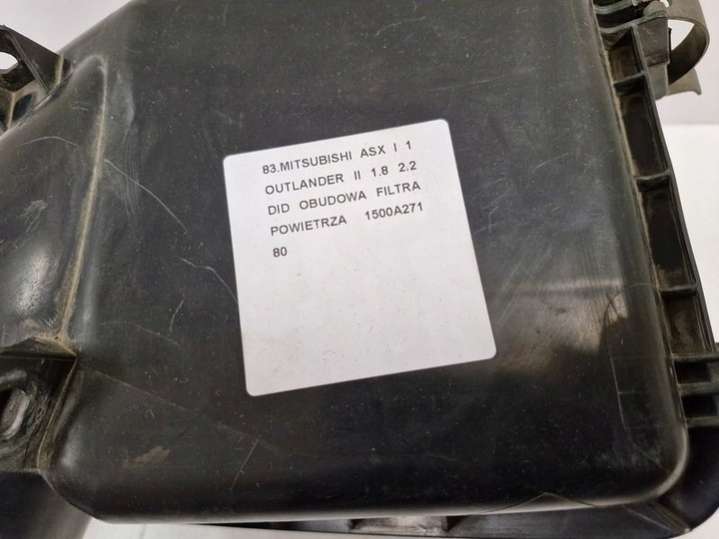 83.MITSUBISHI ASX I 1
OUTLANDER II 1.8 2.2
DID OBUDOWA FILTRA
POWIETRZA 1500A271
80